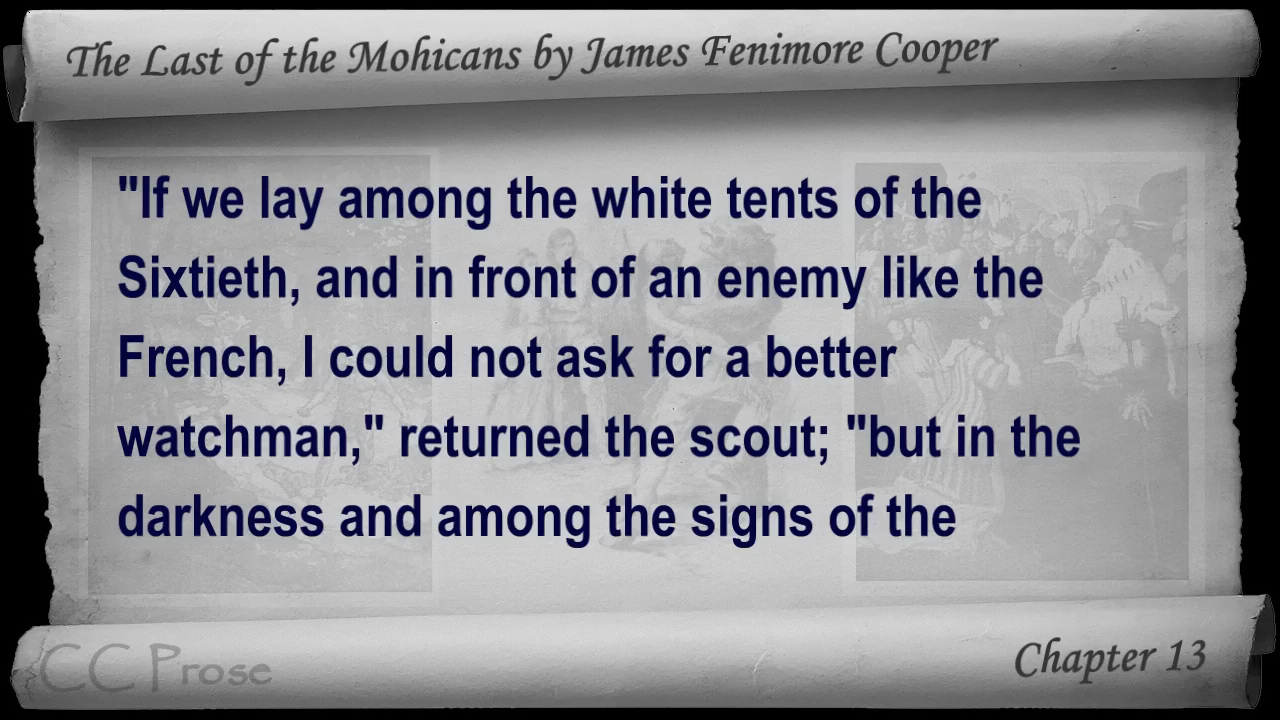 The Last of the Mohicans by James Fenimore Cooper
"If we lay among the white tents of the
Sixtieth, and in front of an enemy like the
French, I could not ask for a better
watchman," returned the scout; "but in the
darkness and among the signs of the
CC Prose
Chapter 13